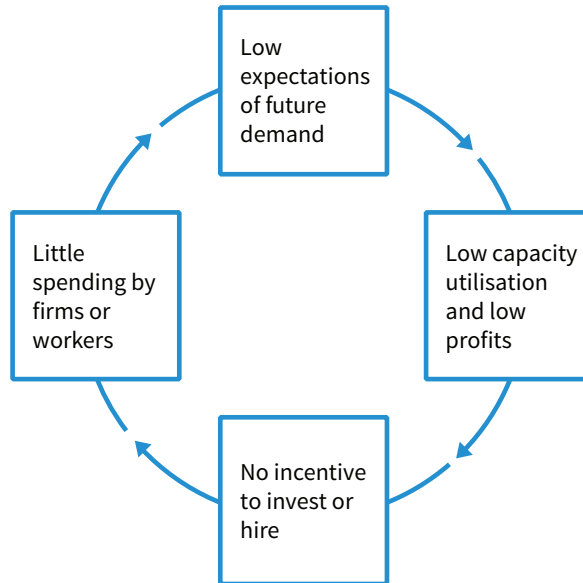 Low
expectations
of future
demand
Low capacity
utilisation
and low
profits
No incentive
to invest or
hire
Little
spending by
firms or
workers